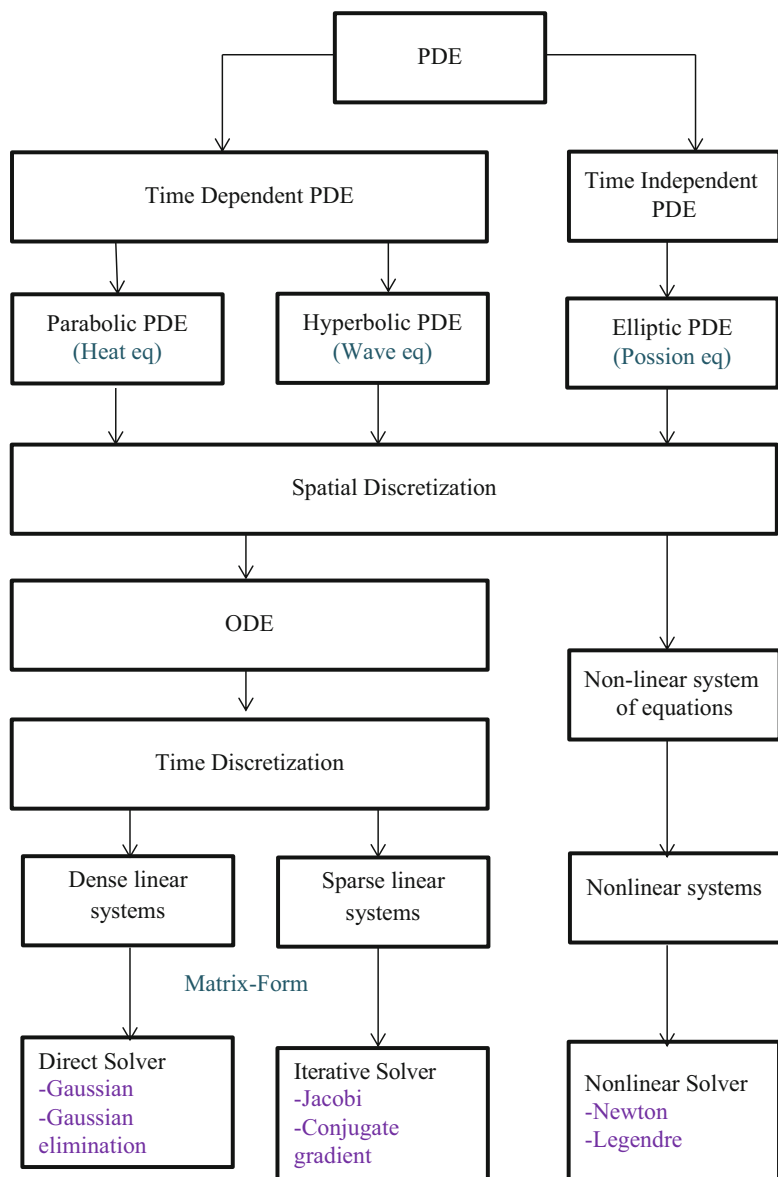 PDE
Time Dependent PDE
Time Independent
PDE
Parabolic PDE
(Heat eq)
Hyperbolic PDE
(Wave eq)
Elliptic PDE
(Possion eq)
Spatial Discretization
ODE
Non-linear system
of equations
Time Discretization
Dense linear
systems
Sparse linear
systems
Nonlinear systems
Matrix-Form
Direct Solver
-Gaussian
-Gaussian
elimination
Iterative Solver
-Jacobi
-Conjugate
gradient
Nonlinear Solver
-Newton
-Legendre